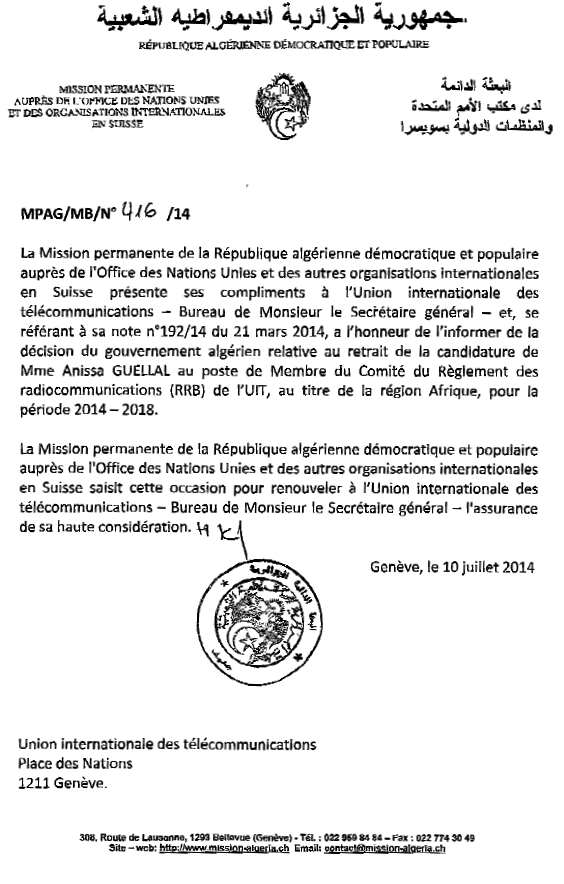 جمهورية الجزائرية الديمقراطية الشعبية
RÉPUBLIQUE ALGÉRIENNE DÉMOCRATIQUE ET POPULAIRE
MISSION PERMANENTE
AUPRÈS DE L'OFFICE DES NATIONS UNIES
ET DES ORGANISATIONS INTERNATIONALES
EN SUISSE
البعثة الدائمة
لدى مكتب الأمم المتحدة
والمنظمات الدولية بسويسرا
MPAG/MB/N° 416 /14
La Mission permanente de la République algérienne démocratique et populaire
auprès de l'Office des Nations Unies et des autres organisations internationales
en Suisse présente ses compliments à l'Union internationale des
télécommunications – Bureau de Monsieur le Secrétaire général – et, se
référant à sa note n°192/14 du 21 mars 2014, a l'honneur de l'informer de la
décision du gouvernement algérien relative au retrait de la candidature de
Mme Anissa GUELLAL au poste de Membre du Comité du Règlement des
radiocommunications (RRB) de l'UIT, au titre de la région Afrique, pour la
période 2014 – 2018.
La Mission permanente de la République algérienne démocratique et populaire
auprès de l'Office des Nations Unies et des autres organisations internationales
en Suisse saisit cette occasion pour renouveler à l'Union internationale des
télécommunications – Bureau de Monsieur le Secrétaire général – l'assurance
de sa haute considération.
Genève, le 10 juillet 2014
Union internationale des télécommunications
Place des Nations
1211 Genève.
308, Route de Lausanne, 1293 Bellevue (Genève) - Tél. : 022 959 84 84 – Fax : 022 774 30 49
Site – web: http://www.mission-algeria.ch Email: contact@mission-algeria.ch